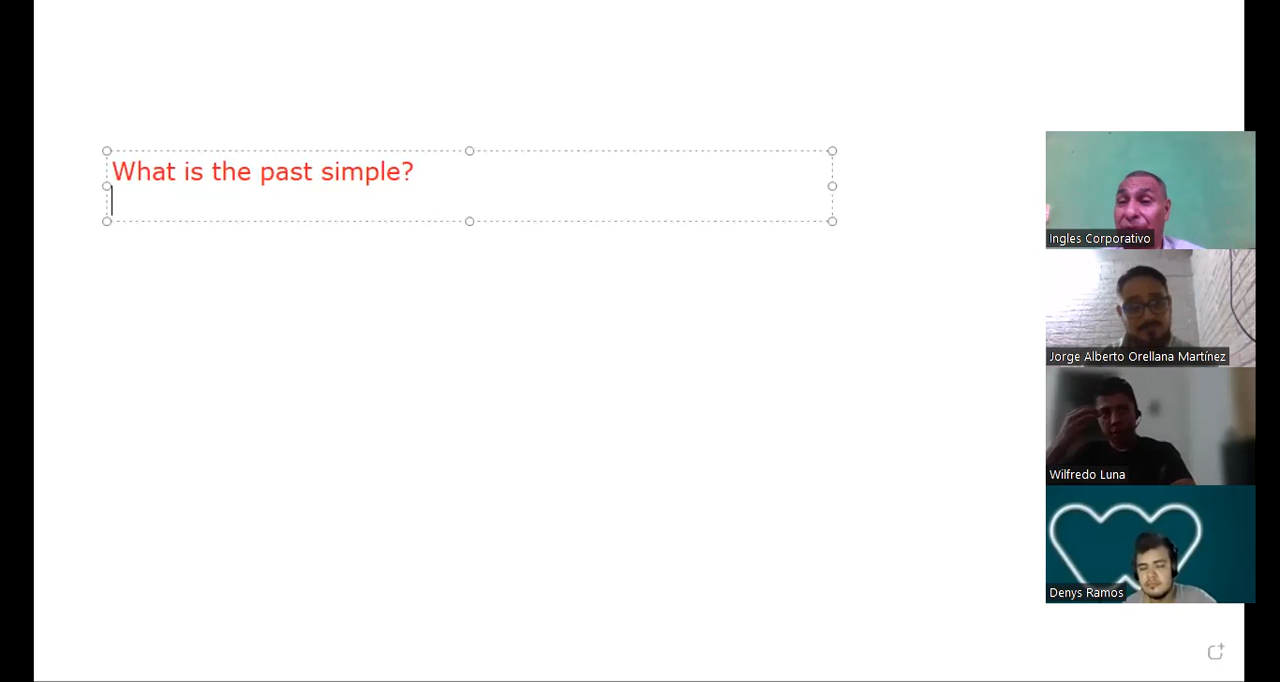 What is the past simple?
Ingles Corporativo
Jorge Alberto Orellana Martínez
Wilfredo Luna
Denys Ramos